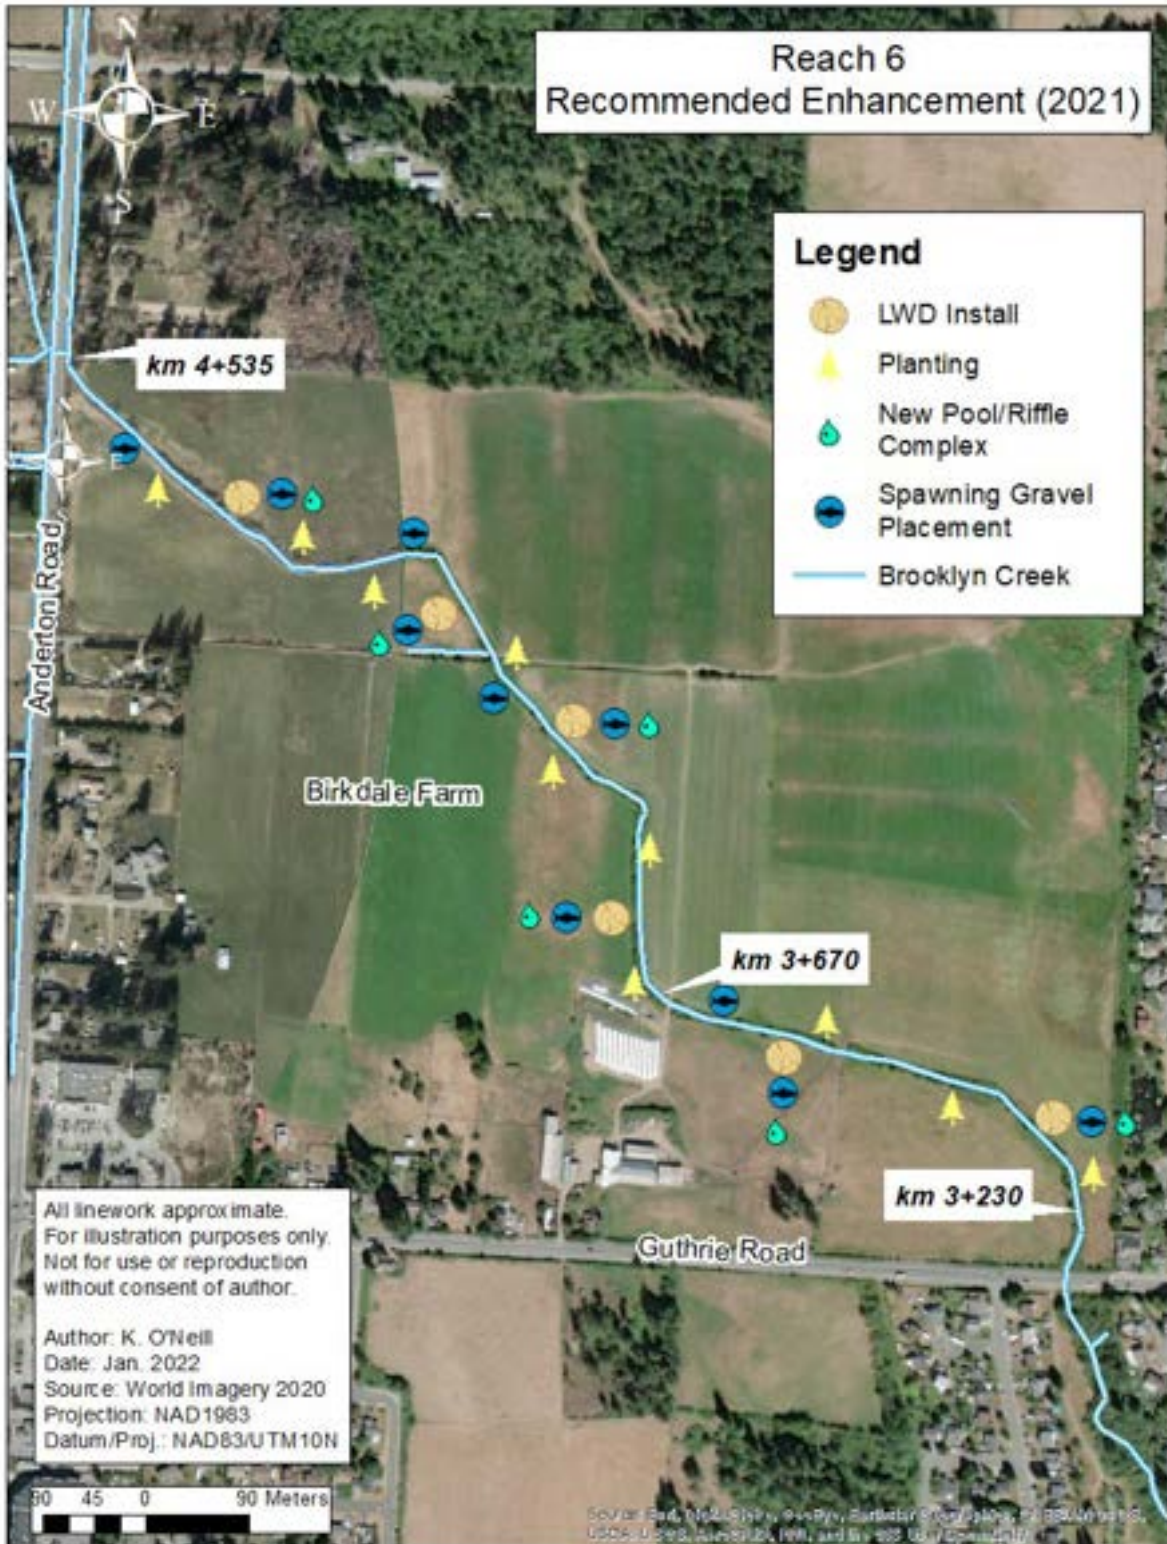 Reach 6
Recommended Enhancement (2021)
N
W
E
S
Legend
LWD Install
Planting
New Pool/Riffle
Complex
Spawning Gravel
Placement
Brooklyn Creek
km 4+535
Anderton Road
Birkdale Farm
km 3+670
km 3+230
Guthrie Road
All linework approximate.
For illustration purposes only.
Not for use or reproduction
without consent of author.
Author: K. O'Neill
Date: Jan. 2022
Source: World Imagery 2020
Projection: NAD1983
Datum/Proj.: NAD83/UTM10N
90 45 0 90 Meters